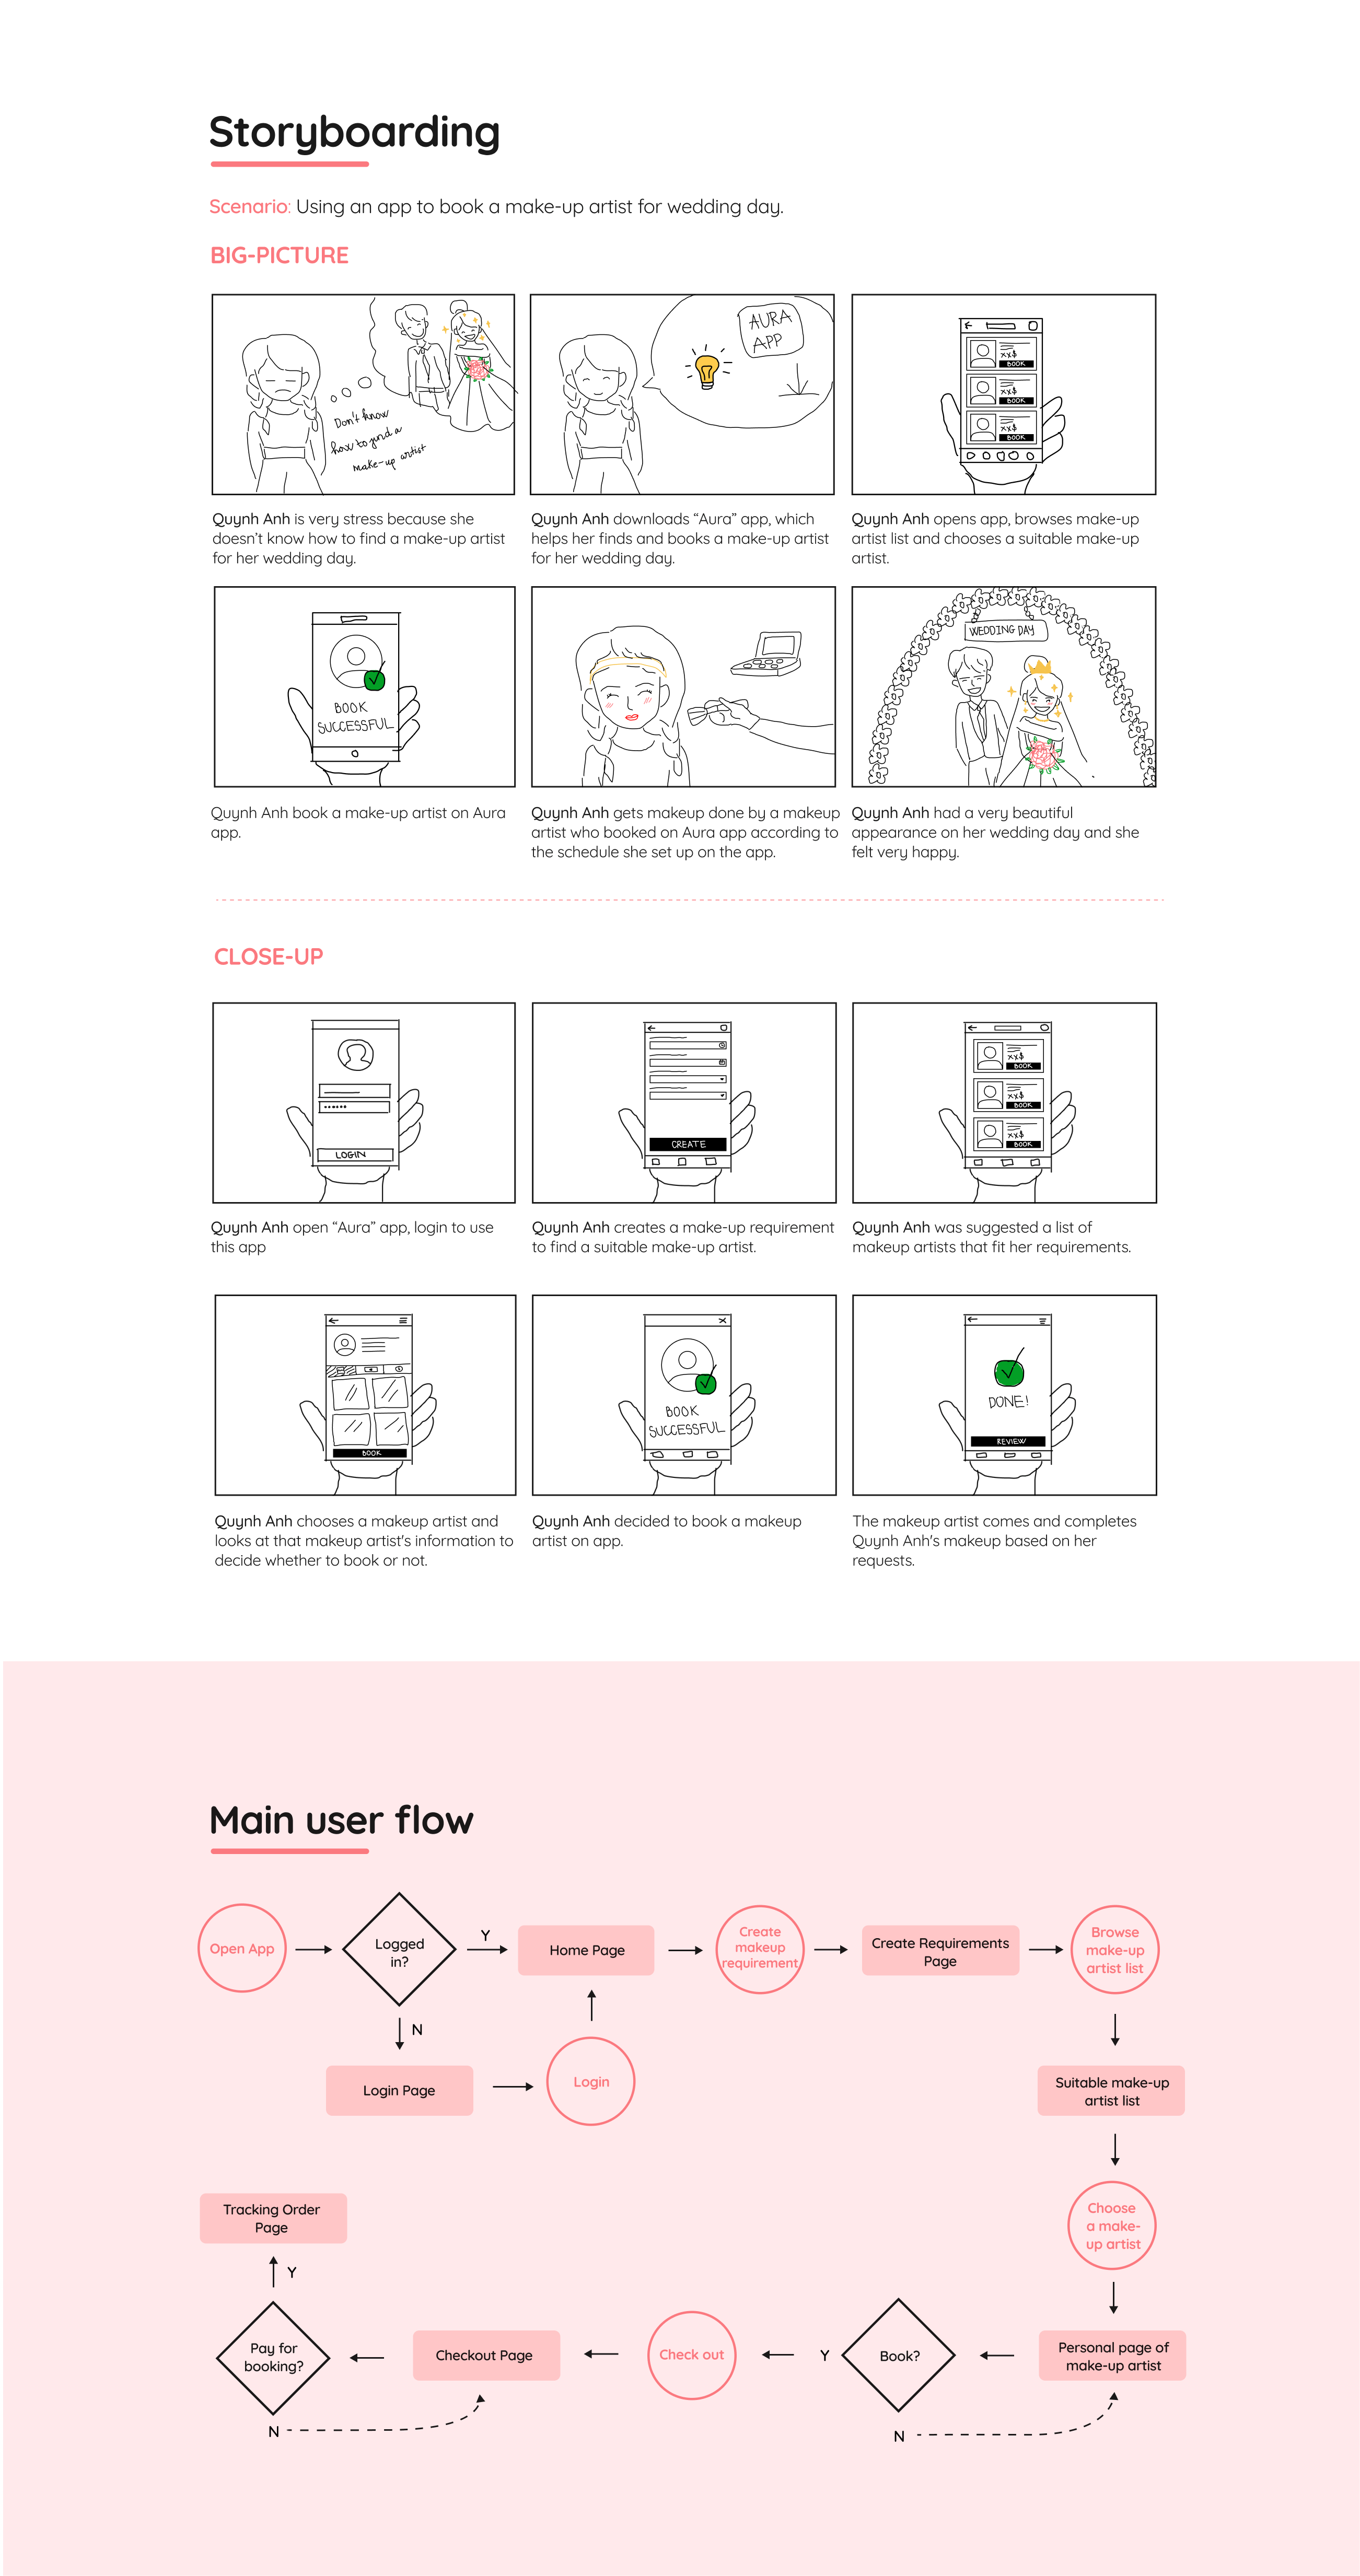 Storyboarding
Scenario: Using an app to book a make-up artist for wedding day.
BIG-PICTURE
Don't know
how to find a
make-up artist
AURA
APP
XX$
BOOK
XX$
BOOK
XX$
BOOK
Quynh Anh is very stress because she
doesn't know how to find a make-up artist
for her wedding day.
Quynh Anh downloads “Aura” app, which
helps her finds and books a make-up artist
for her wedding day.
Quynh Anh opens app, browses make-up
artist list and chooses a suitable make-up
artist.
BOOK
SUCCESSFUL
WEDDING DAY
Quynh Anh book a make-up artist on Aura
app.
Quynh Anh gets makeup done by a makeup
artist who booked on Aura app according to
the schedule she set up on the app.
Quynh Anh had a very beautiful
appearance on her wedding day and she
felt very happy.
CLOSE-UP
LOGIN
CREATE
XX$
BOOK
XX$
BOOK
XX$
BOOK
Quynh Anh open “Aura” app, login to use
this app
Quynh Anh creates a make-up requirement
to find a suitable make-up artist.
Quynh Anh was suggested a list of
makeup artists that fit her requirements.
BOOK
BOOK
SUCCESSFUL
DONE!
REVIEW
Quynh Anh chooses a makeup artist and
looks at that makeup artist's information to
decide whether to book or not.
Quynh Anh decided to book a makeup
artist on app.
The makeup artist comes and completes
Quynh Anh's makeup based on her
requests.
Main user flow
Open App
Logged
in?
Y
Home Page
Create
makeup
requirement
Create Requirements
Page
Browse
make-up
artist list
N
Login Page
Login
Suitable make-up
artist list
Choose
a make-
up artist
Personal page of
make-up artist
Book?
N
Y
Check out
Checkout Page
Pay for
booking?
N
Y
Tracking Order
Page